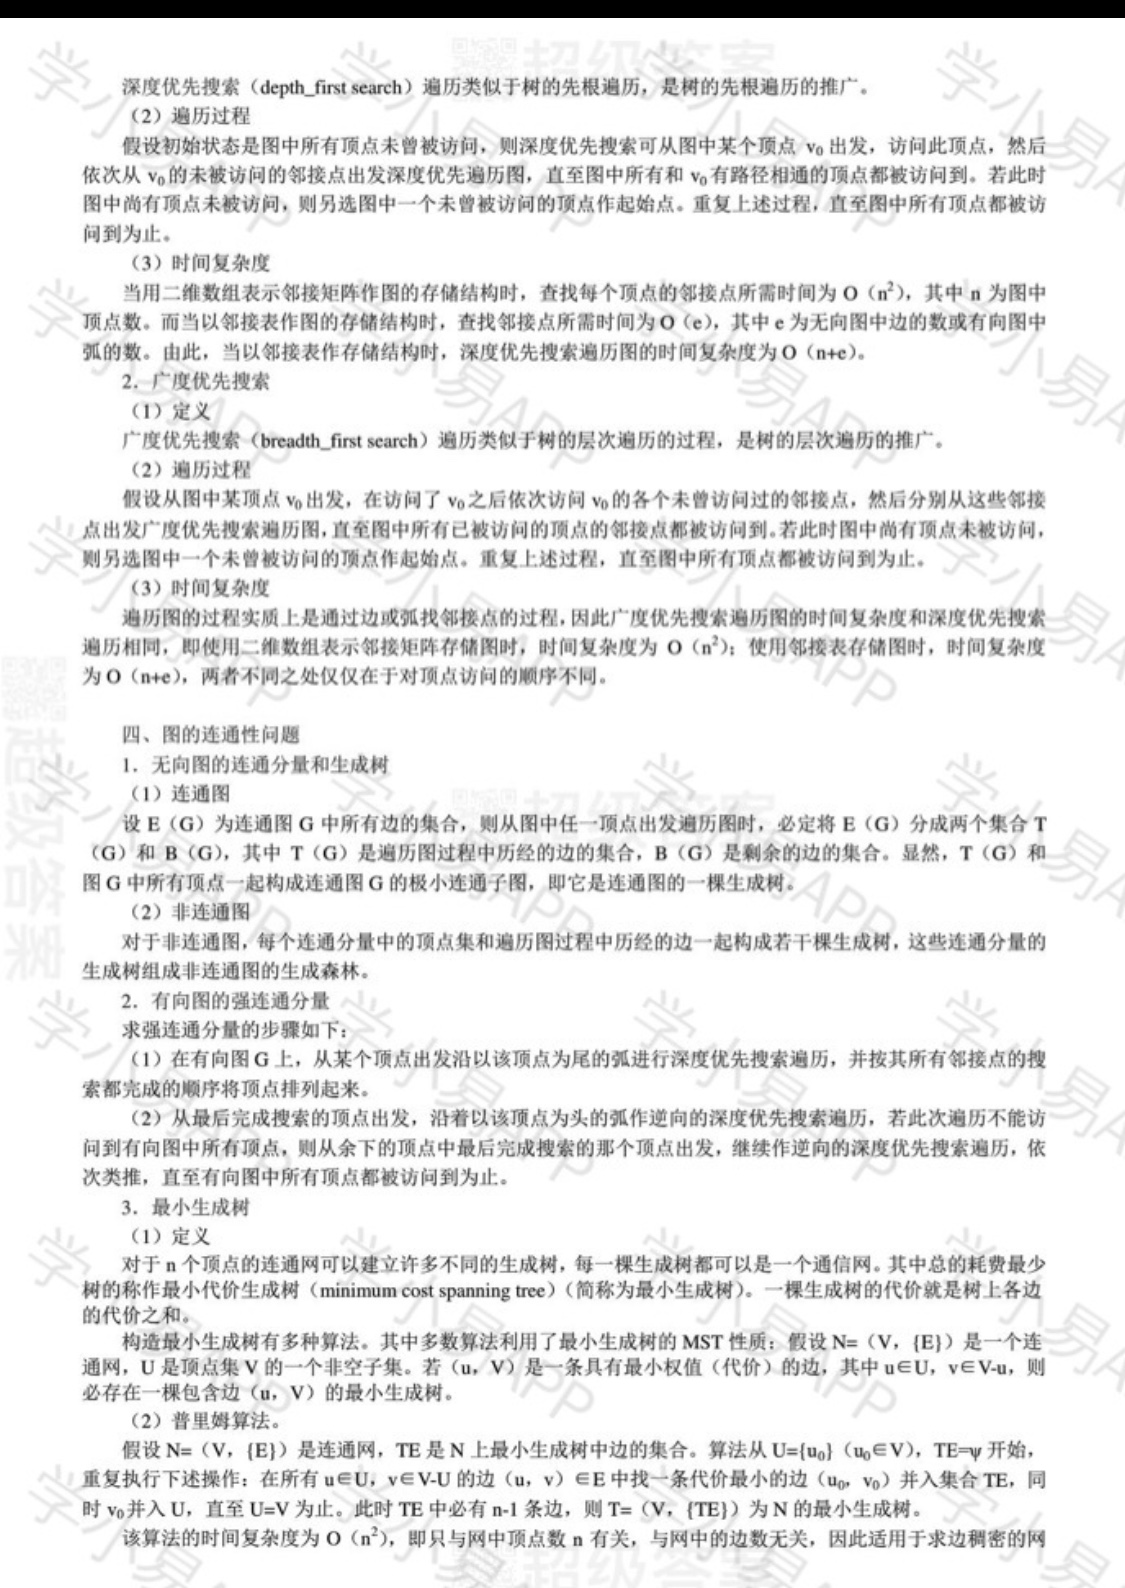 深度优先搜索（depth_first search）遍历类似于树的先根遍历，是树的先根遍历的推广。
（2）遍历过程
假设初始状态是图中所有顶点未曾被访问，则深度优先搜索可从图中某个顶点 v0 出发，访问此顶点，然后
依次从 v0 的未被访问的邻接点出发深度优先遍历图，直至图中所有和 v0 有路径相通的顶点都被访问到。若此时
图中尚有顶点未被访问，则另选图中一个未曾被访问的顶点作起始点。重复上述过程，直至图中所有顶点都被访
问到为止。
（3）时间复杂度
当用二维数组表示邻接矩阵作图的存储结构时，查找每个顶点的邻接点所需时间为 O（n²），其中 n 为图中
顶点数。而当以邻接表作图的存储结构时，查找邻接点所需时间为 O（e），其中 e 为无向图中边的数或有向图中
弧的数。由此，当以邻接表作存储结构时，深度优先搜索遍历图的时间复杂度为 O（n+e）。
2．广度优先搜索
（1）定义
广度优先搜索（breadth_first search）遍历类似于树的层次遍历的过程，是树的层次遍历的推广。
（2）遍历过程
假设从图中某顶点 v0 出发，在访问了 v0 之后依次访问 v0 的各个未曾访问过的邻接点，然后分别从这些邻接
点出发广度优先搜索遍历图，直至图中所有已被访问的顶点的邻接点都被访问到。若此时图中尚有顶点未被访问，
则另选图中一个未曾被访问的顶点作起始点。重复上述过程，直至图中所有顶点都被访问到为止。
（3）时间复杂度
遍历图的过程实质上是通过边或弧找邻接点的过程，因此广度优先搜索遍历图的时间复杂度和深度优先搜索
遍历相同，即使用二维数组表示邻接矩阵存储图时，时间复杂度为 O（n²）；使用邻接表存储图时，时间复杂度
为 O（n+e），两者不同之处仅仅在于对顶点访问的顺序不同。
四、图的连通性问题
1．无向图的连通分量和生成树
（1）连通图
设 E（G）为连通图 G 中所有边的集合，则从图中任一顶点出发遍历图时，必定将 E（G）分成两个集合 T
（G）和 B（G），其中 T（G）是遍历图过程中历经的边的集合，B（G）是剩余的边的集合。显然，T（G）和
图 G 中所有顶点一起构成连通图 G 的极小连通子图，即它是连通图的一棵生成树。
（2）非连通图
对于非连通图，每个连通分量中的顶点集和遍历图过程中历经的边一起构成若干棵生成树，这些连通分量的
生成树组成非连通图的生成森林。
2．有向图的强连通分量
求强连通分量的步骤如下：
（1）在有向图 G 上，从某个顶点出发沿以该顶点为尾的弧进行深度优先搜索遍历，并按其所有邻接点的搜
索都完成的顺序将顶点排列起来。
（2）从最后完成搜索的顶点出发，沿着以该顶点为头的弧作逆向的深度优先搜索遍历，若此次遍历不能访
问到有向图中所有顶点，则从余下的顶点中最后完成搜索的那个顶点出发，继续作逆向的深度优先搜索遍历，依
次类推，直至有向图中所有顶点都被访问到为止。
3．最小生成树
（1）定义
对于 n 个顶点的连通网可以建立许多不同的生成树，每一棵生成树都可以是一个通信网。其中总的耗费最少
树的称作最小代价生成树（minimum cost spanning tree）（简称为最小生成树）。一棵生成树的代价就是树上各边
的代价之和。
构造最小生成树有多种算法。其中多数算法利用了最小生成树的 MST 性质：假设 N=（V，{E}）是一个连
通网，U 是顶点集 V 的一个非空子集。若（u，V）是一条具有最小权值（代价）的边，其中 u∈U，v∈V-u，则
必存在一棵包含边（u，V）的最小生成树。
（2）普里姆算法。
假设 N=（V，{E}）是连通网，TE 是 N 上最小生成树中边的集合。算法从 U={u0}（u0∈V），TE=ψ 开始，
重复执行下述操作：在所有 u∈U，v∈V-U 的边（u，v）∈E 中找一条代价最小的边（u0，v0）并入集合 TE，同
时 v0 并入 U，直至 U=V 为止。此时 TE 中必有 n-1 条边，则 T=（V，{TE}）为 N 的最小生成树。
该算法的时间复杂度为 O（n²），即只与网中顶点数 n 有关，与网中的边数无关，因此适用于求边稠密的网
学小易APP
超级答案